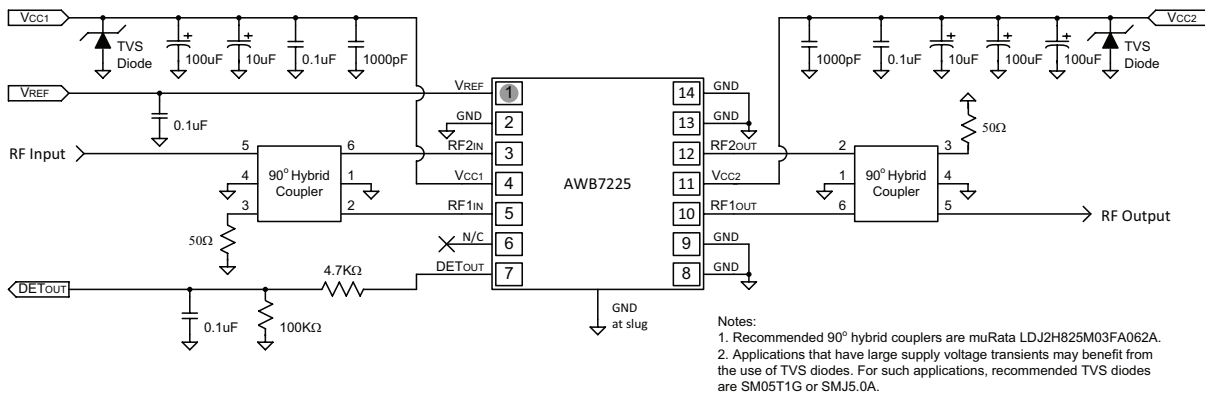 VCC1
TVS
Diode
100uF
10uF
0.1uF
1000pF
VCC2
1000pF
0.1uF
10uF
100uF
100uF
TVS
Diode
VREF
0.1uF
VREF
1
GND
2
RF Input
5
6
RF2IN
3
4
90° Hybrid
Coupler
1
VCC1
4
3
2
RF1IN
5
50Ω
N/C
6
DETOUT
7
AWB7225
14
GND
13
GND
12
RF2OUT
11
VCC2
10
RF1OUT
9
GND
8
GND
2
3
50Ω
1
90° Hybrid
Coupler
4
6
5
RF Output
DETOUT
4.7KΩ
0.1uF
100KΩ
GND
at slug
Notes:
1. Recommended 90° hybrid couplers are muRata LDJ2H825M03FA062A.
2. Applications that have large supply voltage transients may benefit from
the use of TVS diodes. For such applications, recommended TVS diodes
are SM05T1G or SMJ5.0A.